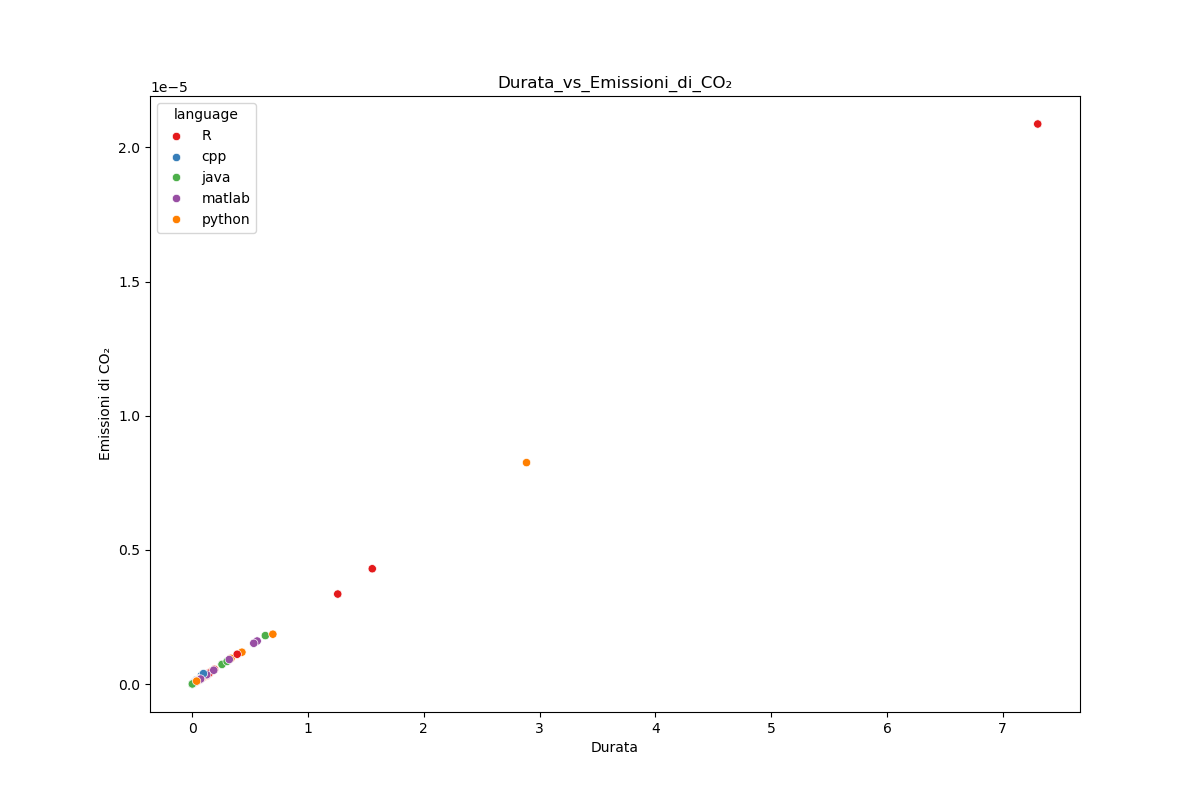 Durata_vs_Emissioni_di_CO₂
1e−5
language
R
cpp
java
matlab
python
2.0
1.5
1.0
0.5
0.0
Emissioni di CO₂
0 1 2 3 4 5 6 7
Durata